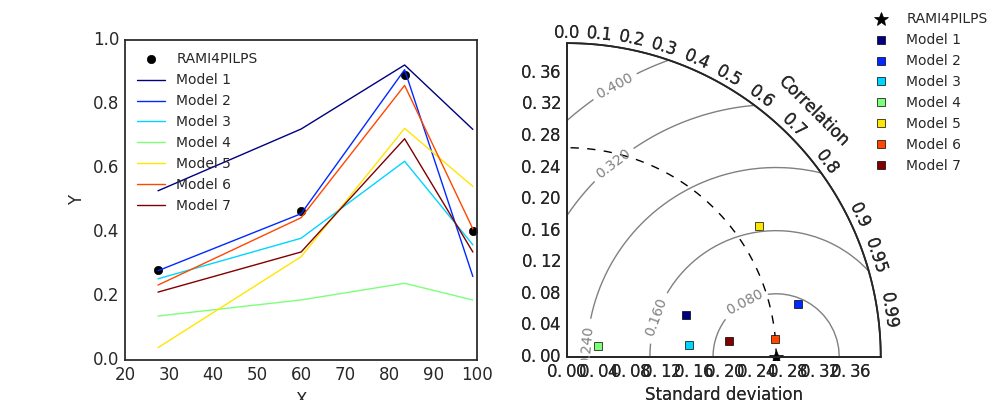 1.0
0.8
0.6
0.4
0.2
0.0
Y
20 30 40 50 60 70 80 90 100
X
RAMI4PILPS
Model 1
Model 2
Model 3
Model 4
Model 5
Model 6
Model 7
0.0 0.1 0.2 0.3 0.4 0.5 0.6 0.7 0.8 0.9 0.95 0.99
Correlation
0.36
0.32
0.28
0.24
0.20
0.16
0.12
0.08
0.04
0.00
0.400
0.320
0.240
0.160
0.080
0.00 0.04 0.08 0.12 0.16 0.20 0.24 0.28 0.32 0.36
Standard deviation
RAMI4PILPS
Model 1
Model 2
Model 3
Model 4
Model 5
Model 6
Model 7